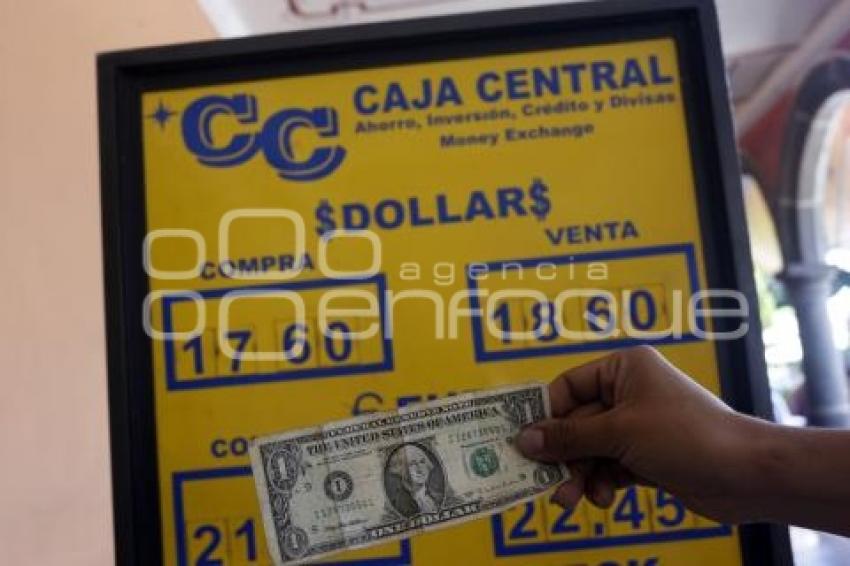 CC
CAJA CENTRAL
Ahorro, Inversión, Crédito y Divisas
Money Exchange
$DOLLAR$
COMPRA
VENTA
17 60
18 60
agencia
enfoque
THE UNITED STATES OF AMERICA
ONE DOLLAR
22.45